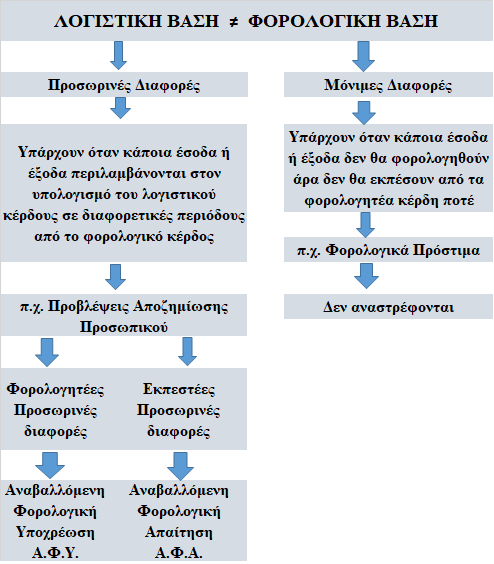 ΛΟΓΙΣΤΙΚΗ ΒΑΣΗ ≠ ΦΟΡΟΛΟΓΙΚΗ ΒΑΣΗ
Προσωρινές Διαφορές
Υπάρχουν όταν κάποια έσοδα ή
έξοδα περιλαμβάνονται στον
υπολογισμό του λογιστικού
κέρδους σε διαφορετικές περιόδους
από το φορολογικό κέρδος
π.χ. Προβλέψεις Αποζημίωσης
Προσωπικού
Φορολογητέες
Προσωρινές
διαφορές
Αναβαλλόμενη
Φορολογική
Υποχρέωση
Α.Φ.Υ.
Εκπεστέες
Προσωρινές
διαφορές
Αναβαλλόμενη
Φορολογική
Απαίτηση
Α.Φ.Α.
Μόνιμες Διαφορές
Υπάρχουν όταν κάποια έσοδα
ή έξοδα δεν θα φορολογηθούν
άρα δεν θα εκπέσουν από τα
φορολογητέα κέρδη ποτέ
π.χ. Φορολογικά Πρόστιμα
Δεν αναστρέφονται